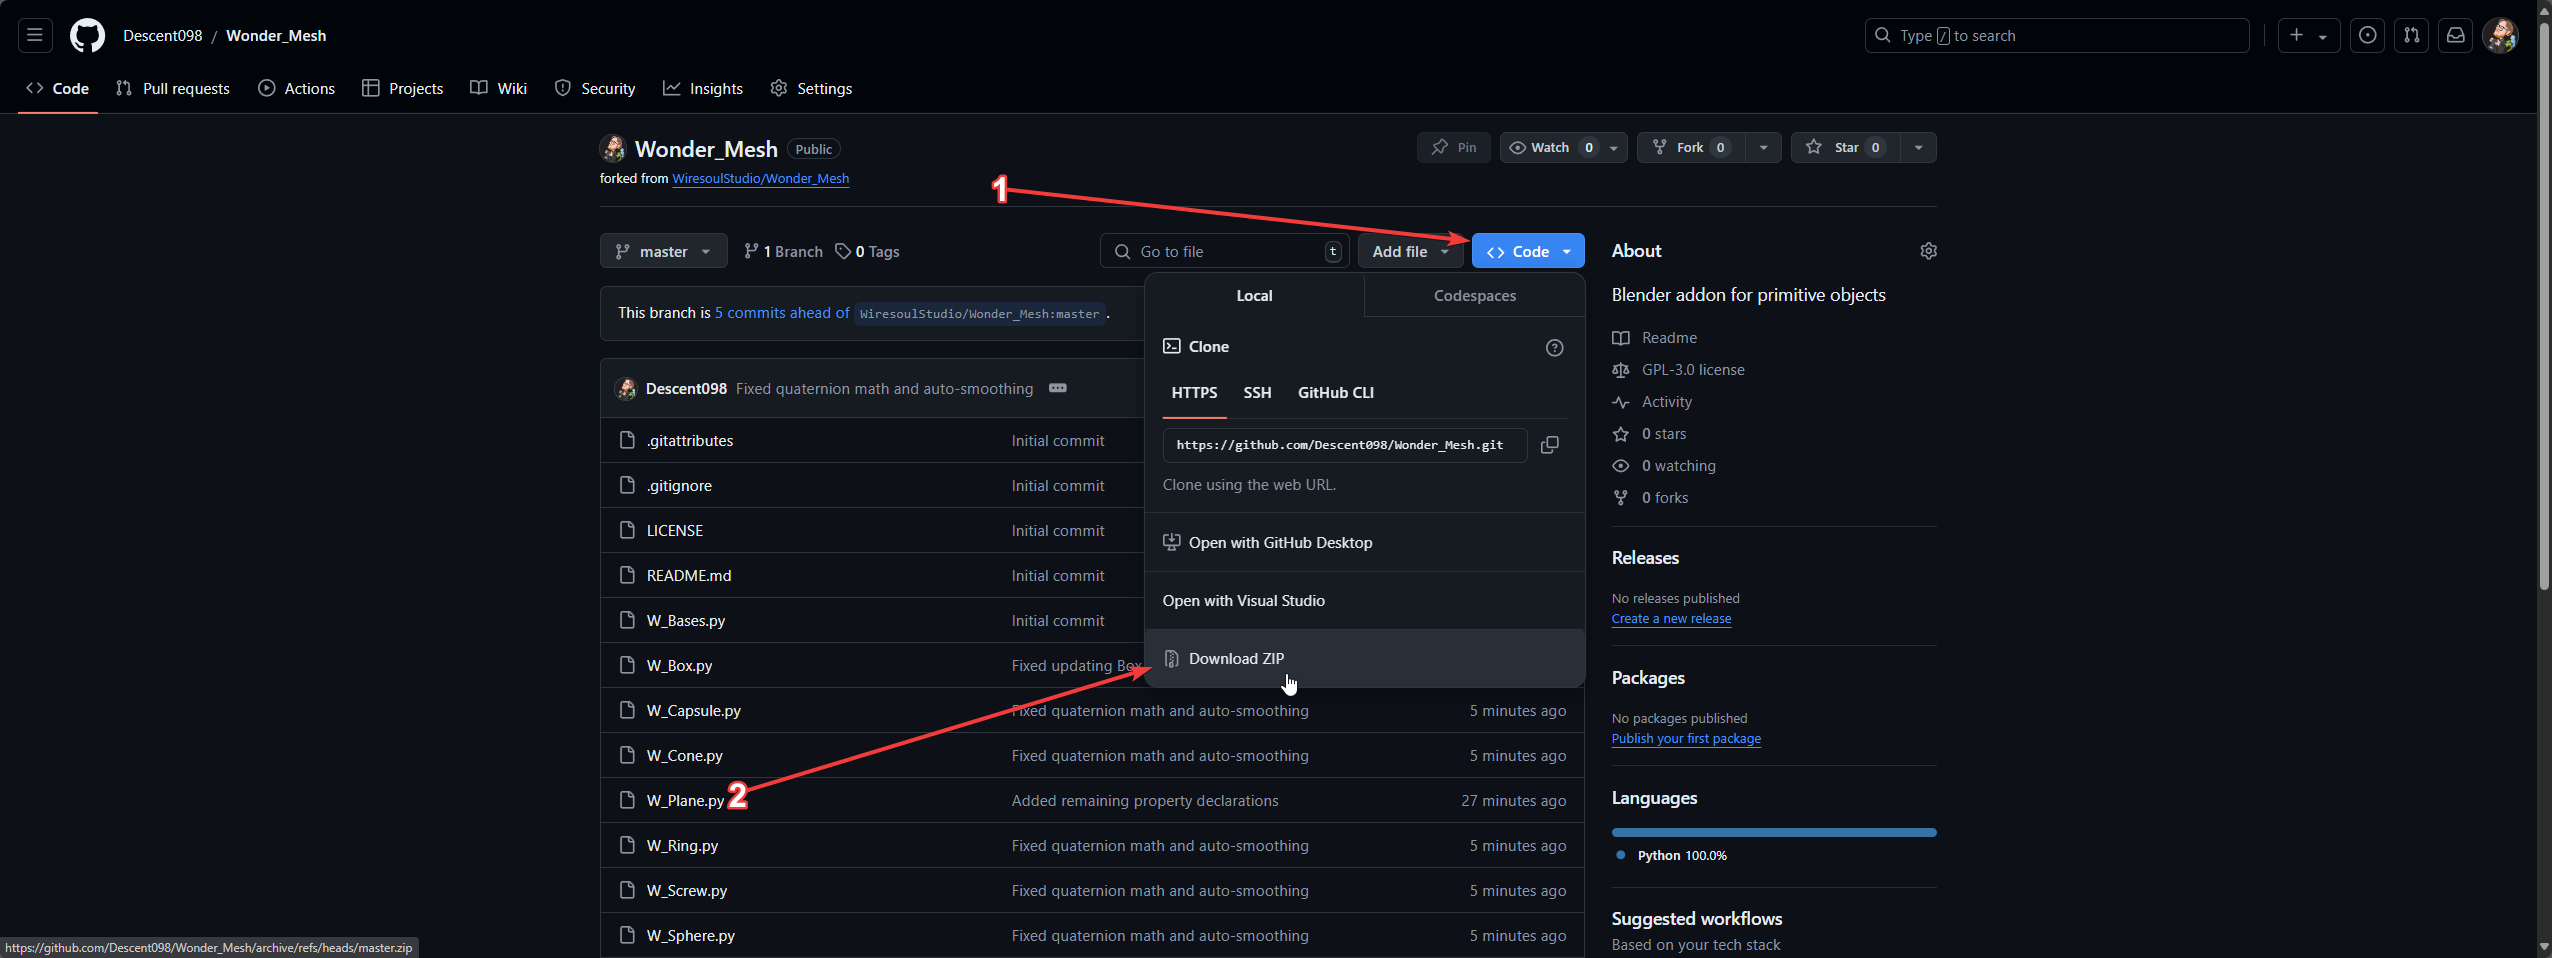 Descent098 / Wonder_Mesh
Type / to search
Code Pull requests Actions Projects Wiki Security Insights Settings
Wonder_Mesh Public
Pin Watch 0 Fork 0 Star 0
forked from WiresoulStudio/Wonder_Mesh
1
master 1 Branch 0 Tags
Go to file t Add file Code
This branch is 5 commits ahead of WiresoulStudio/Wonder_Mesh:master .
Descent098 Fixed quaternion math and auto-smoothing
.gitattributes Initial commit
.gitignore Initial commit
LICENSE Initial commit
README.md Initial commit
W_Bases.py Initial commit
W_Box.py Fixed updating Box
W_Capsule.py Fixed quaternion math and auto-smoothing 5 minutes ago
W_Cone.py Fixed quaternion math and auto-smoothing 5 minutes ago
W_Plane.py Added remaining property declarations 27 minutes ago
2
W_Ring.py Fixed quaternion math and auto-smoothing 5 minutes ago
W_Screw.py Fixed quaternion math and auto-smoothing 5 minutes ago
W_Sphere.py Fixed quaternion math and auto-smoothing 5 minutes ago
Local Codespaces
Clone
HTTPS SSH GitHub CLI
https://github.com/Descent098/Wonder_Mesh.git
Clone using the web URL.
Open with GitHub Desktop
Open with Visual Studio
Download ZIP
About
Blender addon for primitive objects
Readme
GPL-3.0 license
Activity
0 stars
0 watching
0 forks
Releases
No releases published
Create a new release
Packages
No packages published
Publish your first package
Languages
Python 100.0%
Suggested workflows
Based on your tech stack
https://github.com/Descent098/Wonder_Mesh/archive/refs/heads/master.zip